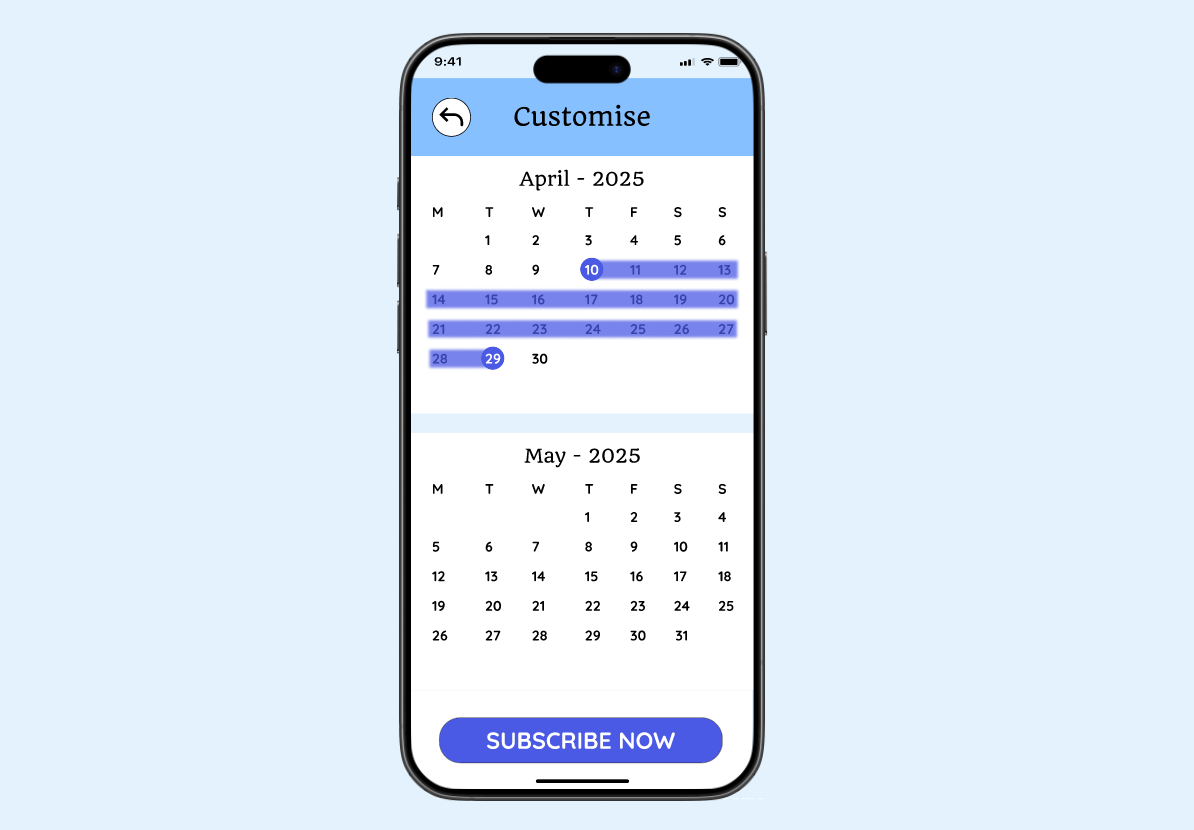 9:41
Customise
April - 2025
M T W T F S S
1 2 3 4 5 6
7 8 9 10 11 12 13
14 15 16 17 18 19 20
21 22 23 24 25 26 27
28 29 30
May - 2025
M T W T F S S
1 2 3 4
5 6 7 8 9 10 11
12 13 14 15 16 17 18
19 20 21 22 23 24 25
26 27 28 29 30 31
SUBSCRIBE NOW